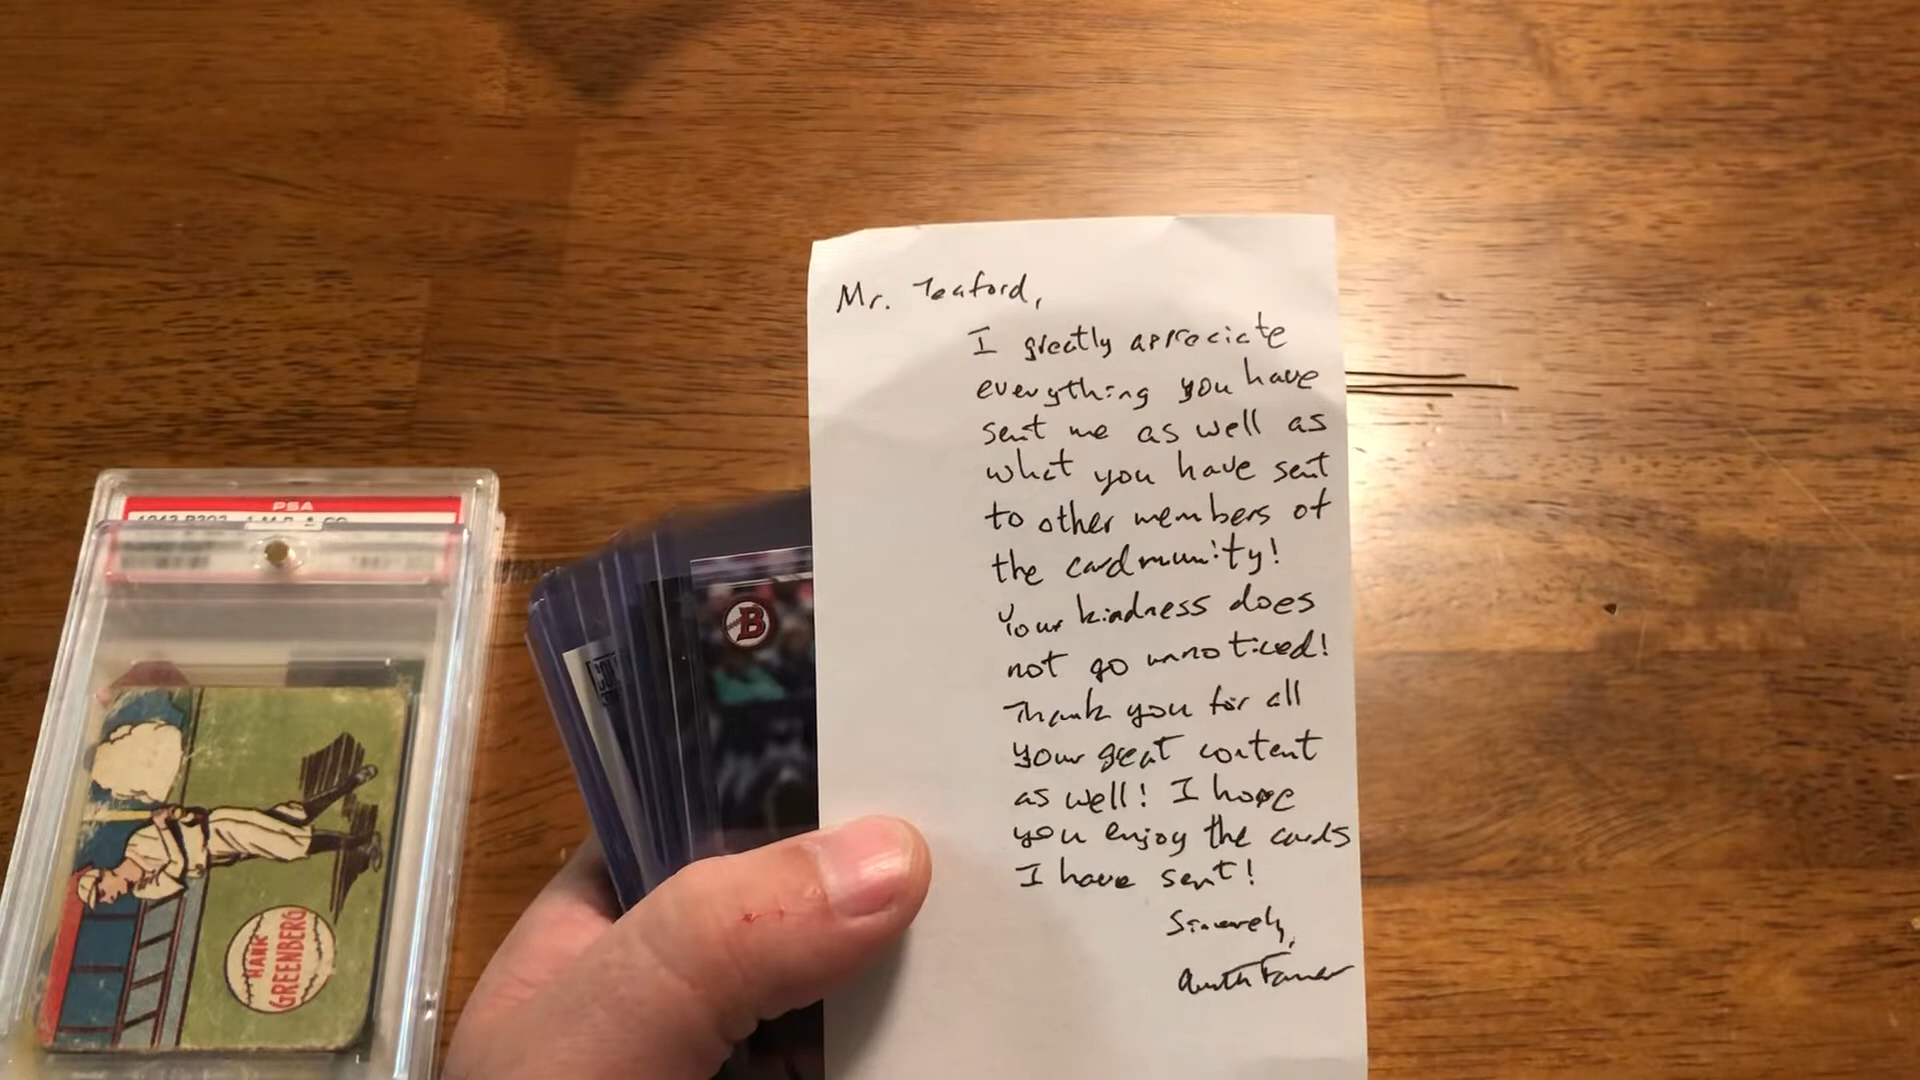 Mr. Teaford,
I greatly appreciate
everything you have
sent me as well as
what you have sent
to other members of
the cardmunity!
Your kindness does
not go unnoticed!
Thank you for all
your great content
as well! I hope
you enjoy the cards
I have sent!
Sincerely,
PSA
B
HANK
GREENBERG